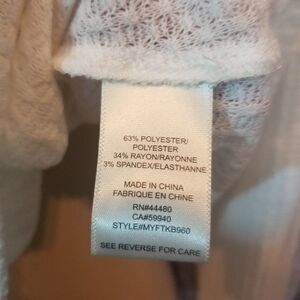 63% POLYESTER/
POLYESTER
34% RAYON/RAYONNE
3% SPANDEX/ELASTHANNE
MADE IN CHINA
FABRIQUE EN CHINE
RN#44480
CA#59940
STYLE#MYFTKB960
SEE REVERSE FOR CARE